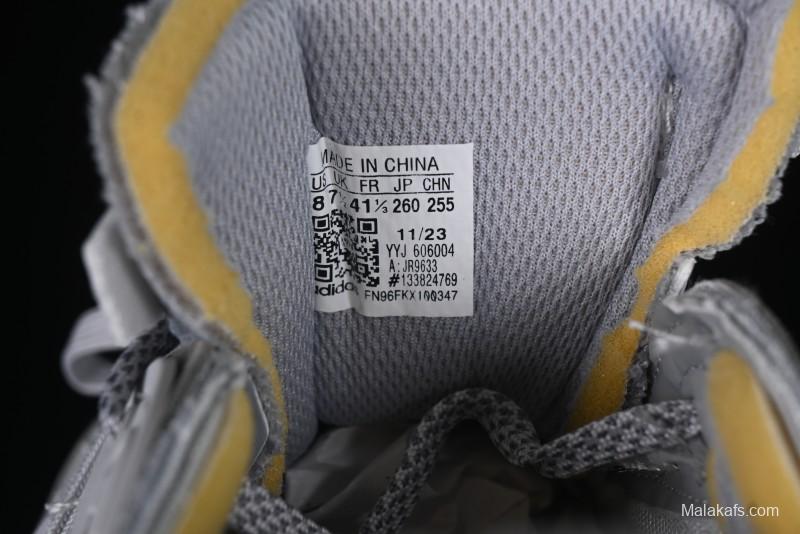 MADE IN CHINA
US UK FR JP CHN
8 7½ 41⅓ 260 255
11/23
YYJ 606004
A:JR9633
#133824769
adidas FN96FKX100347
Malakafs.com